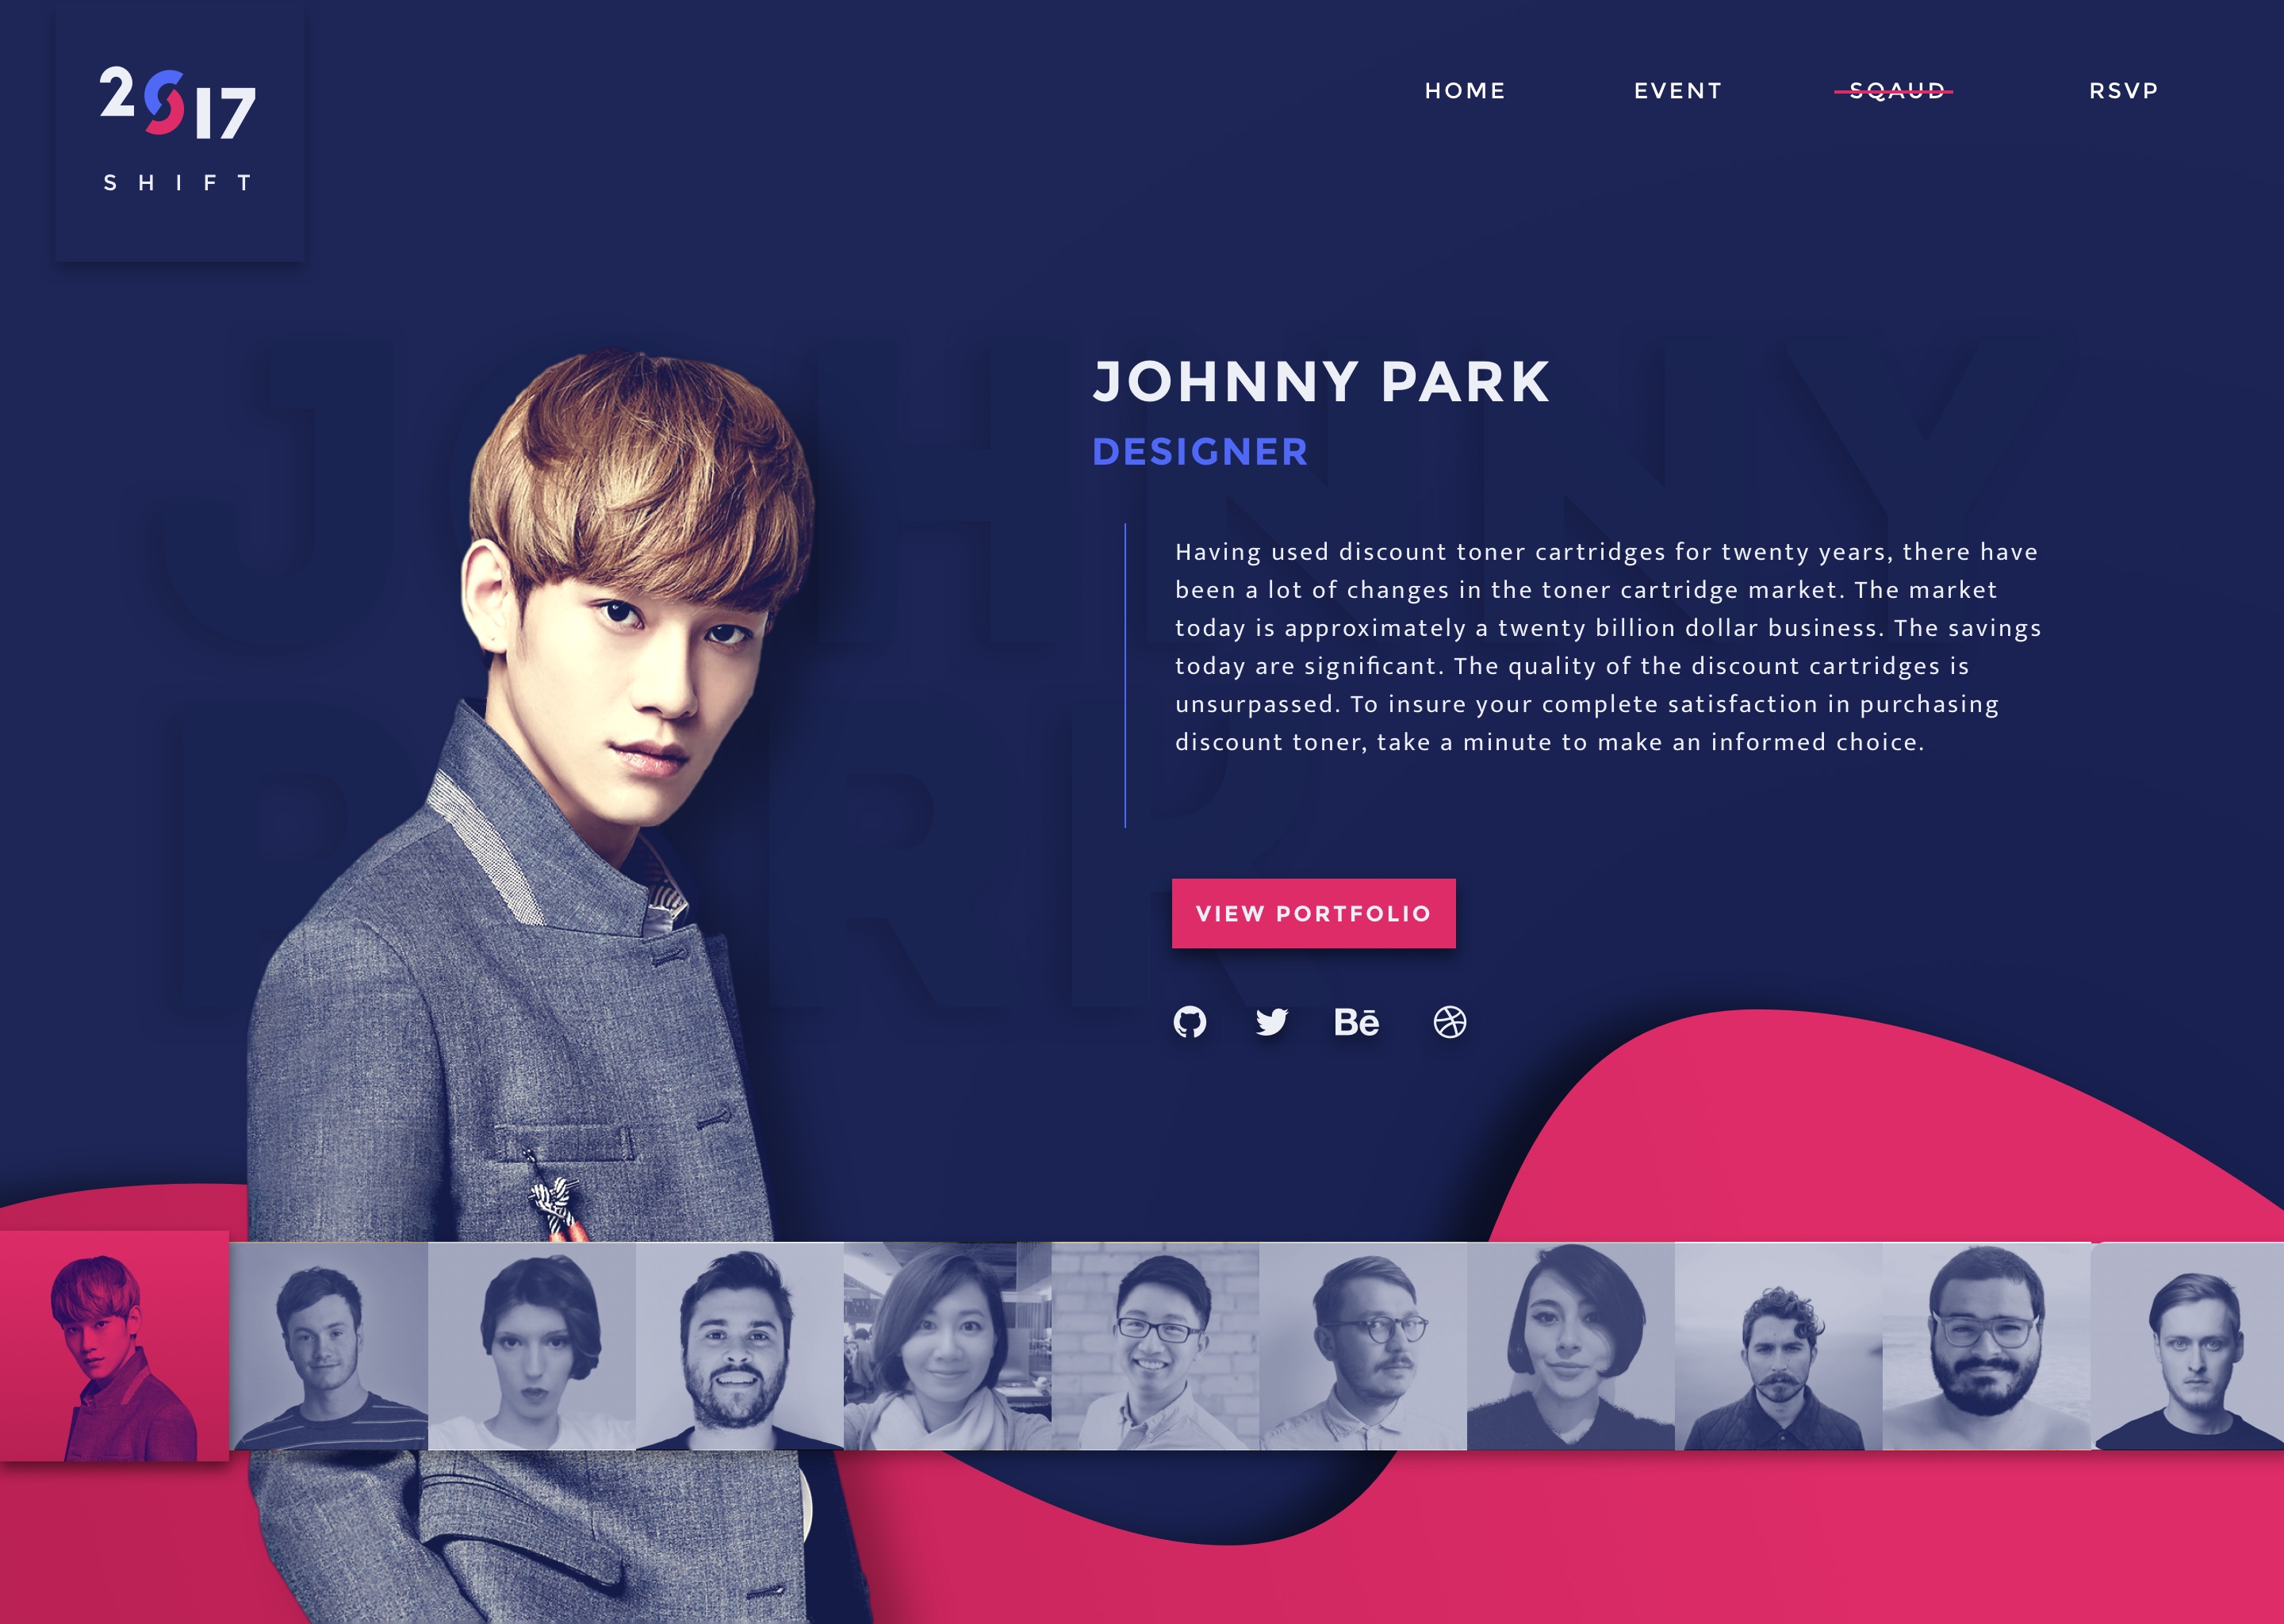 2017
SHIFT
HOME
EVENT
SQAUD
RSVP
JOHNNY
PARK
JOHNNY PARK
DESIGNER
Having used discount toner cartridges for twenty years, there have
been a lot of changes in the toner cartridge market. The market
today is approximately a twenty billion dollar business. The savings
today are significant. The quality of the discount cartridges is
unsurpassed. To insure your complete satisfaction in purchasing
discount toner, take a minute to make an informed choice.
VIEW PORTFOLIO
Bē